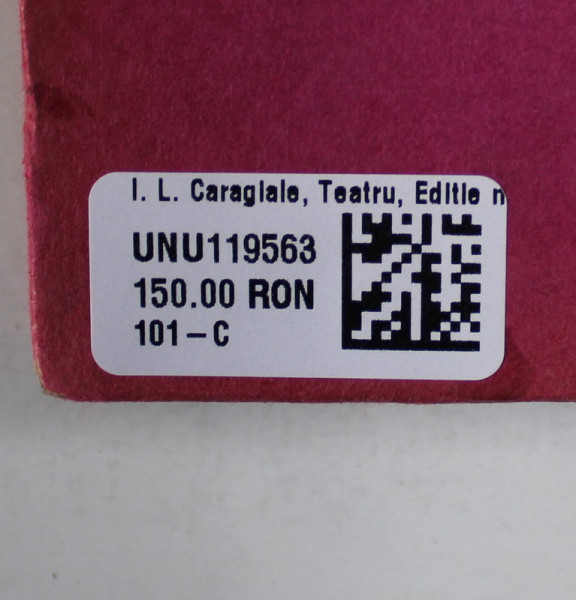 I. L. Caragiale, Teatru, Editie n
UNU119563
150.00 RON
101-C